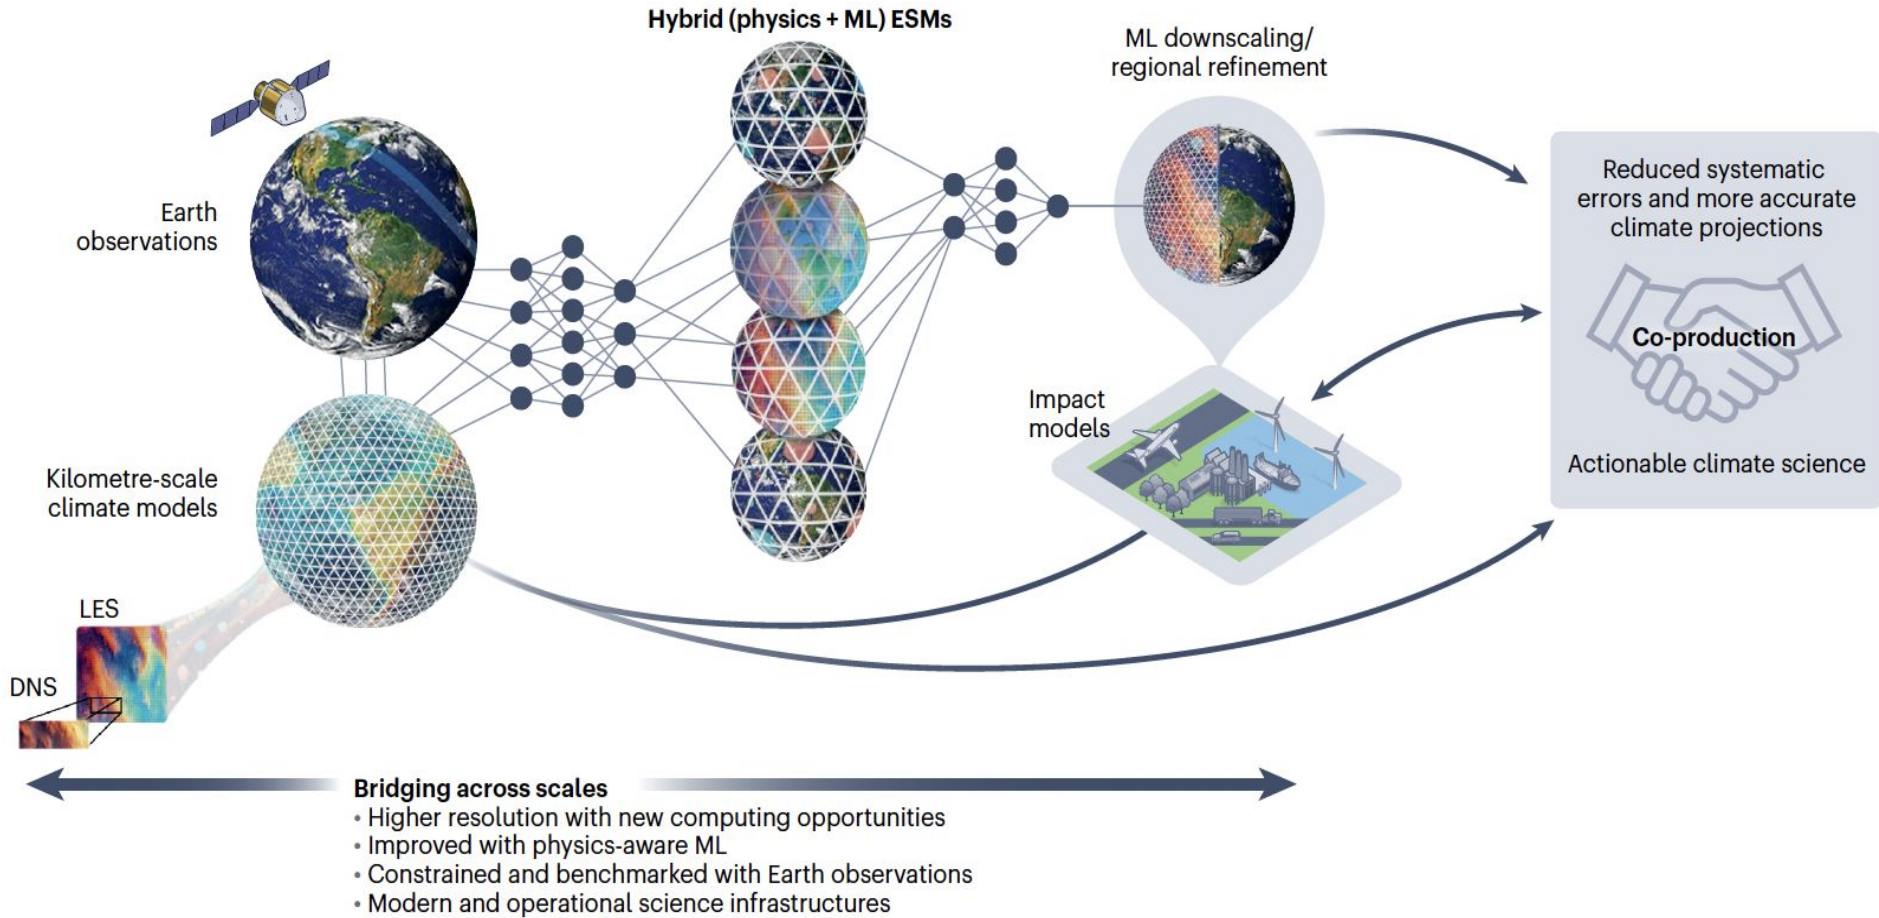 Hybrid (physics + ML) ESMs
ML downscaling/
regional refinement
Earth
observations
Reduced systematic
errors and more accurate
climate projections
Co-production
Actionable climate science
Impact
models
Kilometre-scale
climate models
LES
DNS
Bridging across scales
• Higher resolution with new computing opportunities
• Improved with physics-aware ML
• Constrained and benchmarked with Earth observations
• Modern and operational science infrastructures